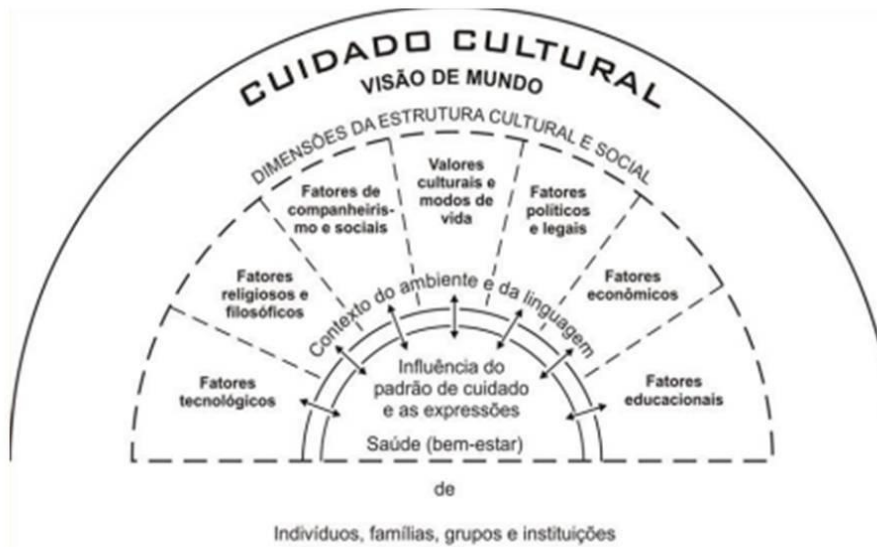 CUIDADO CULTURAL
VISÃO DE MUNDO
DIMENSÕES DA ESTRUTURA CULTURAL E SOCIAL
Fatores
tecnológicos
Fatores
religiosos e
filosóficos
Fatores de
companheiris-
mo e sociais
Valores
culturais e
modos de
vida
Fatores
políticos
e legais
Fatores
econômicos
Fatores
educacionais
Contexto do ambiente e da linguagem
Influência do
padrão de cuidado
e as expressões
Saúde (bem-estar)
de
Indivíduos, famílias, grupos e instituições